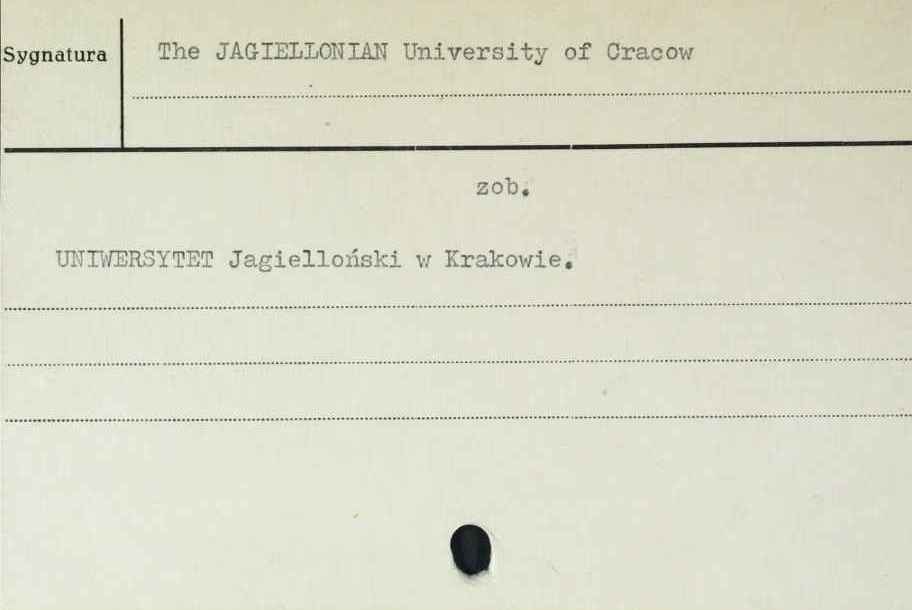 Sygnatura
The JAGIELLONIAN University of Cracow
zob.
UNIWERSYTET Jagielloński w Krakowie.